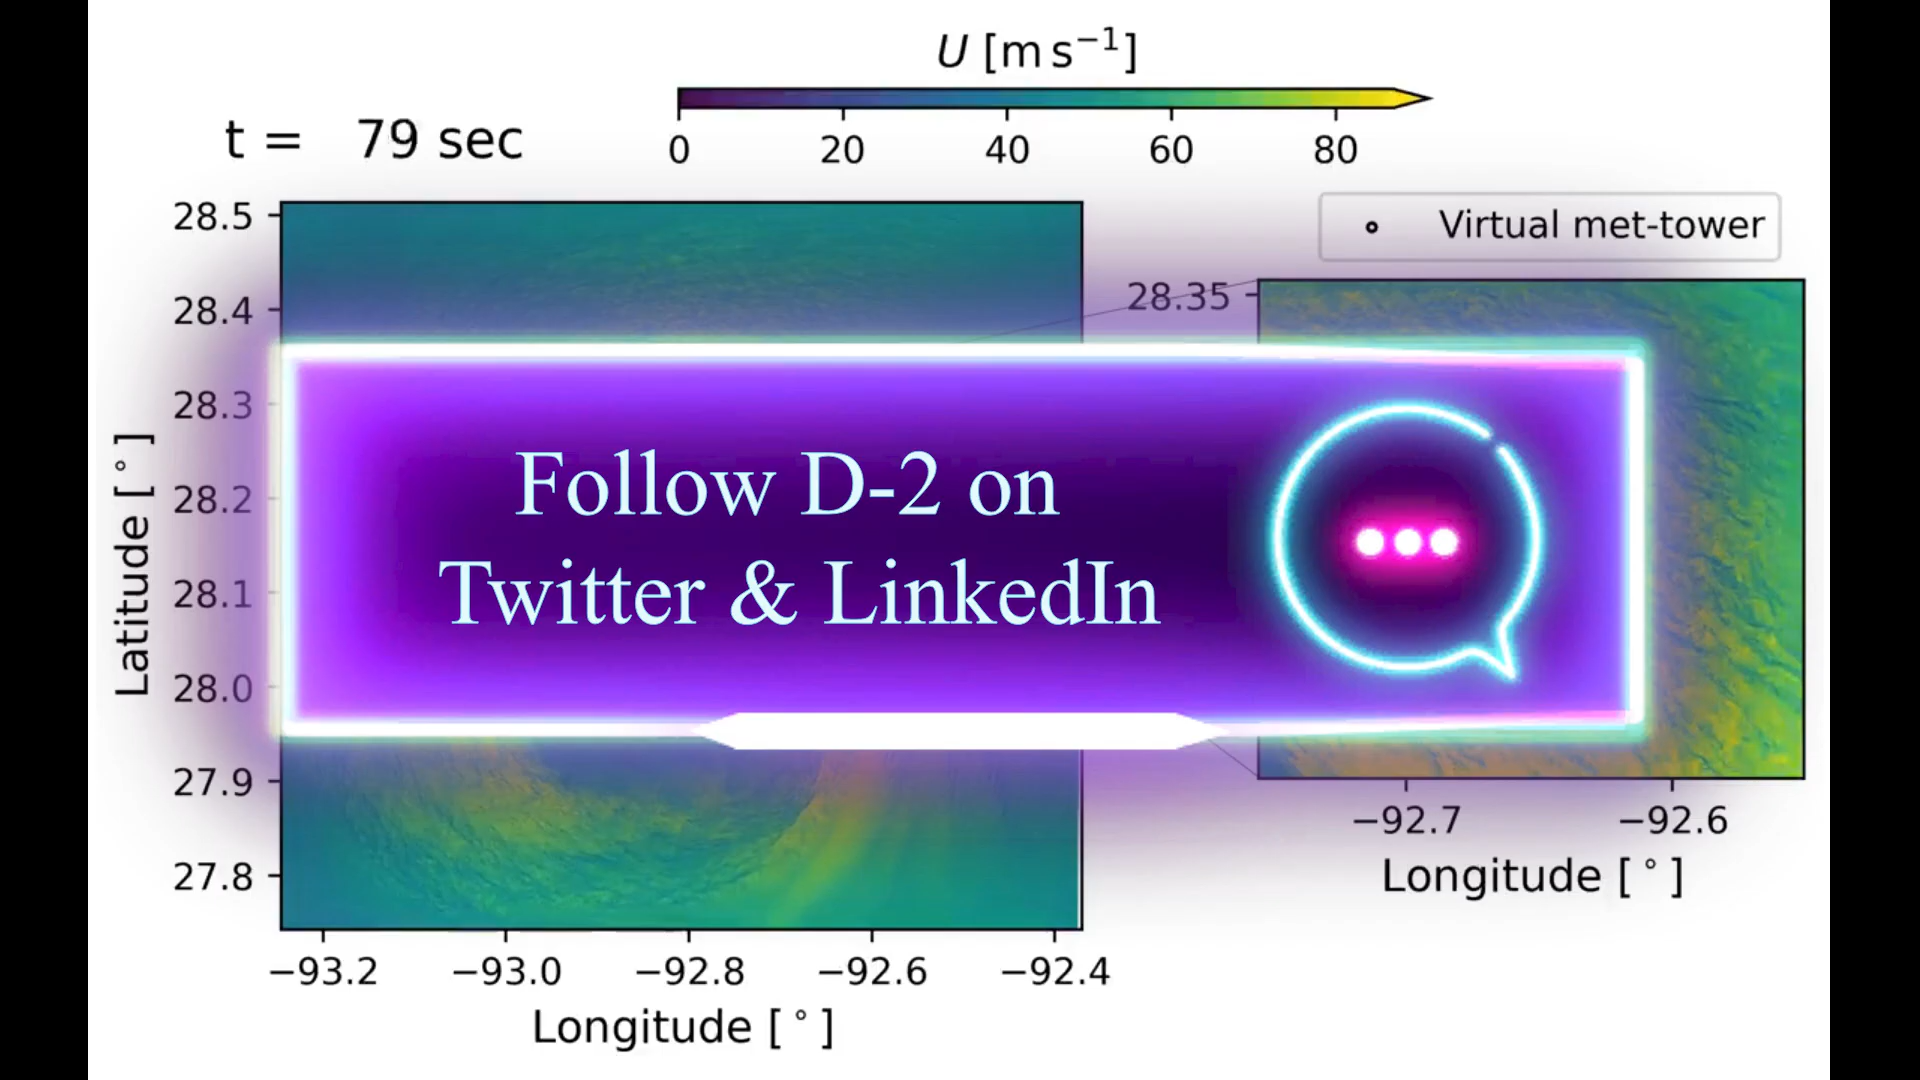 U [m s⁻¹]
0 20 40 60 80
t = 79 sec
Virtual met-tower
28.5
28.4
28.3
28.2
28.1
28.0
27.9
27.8
Latitude [°]
−93.2 −93.0 −92.8 −92.6 −92.4
Longitude [°]
28.35
−92.7 −92.6
Longitude [°]
Follow D-2 on
Twitter & LinkedIn